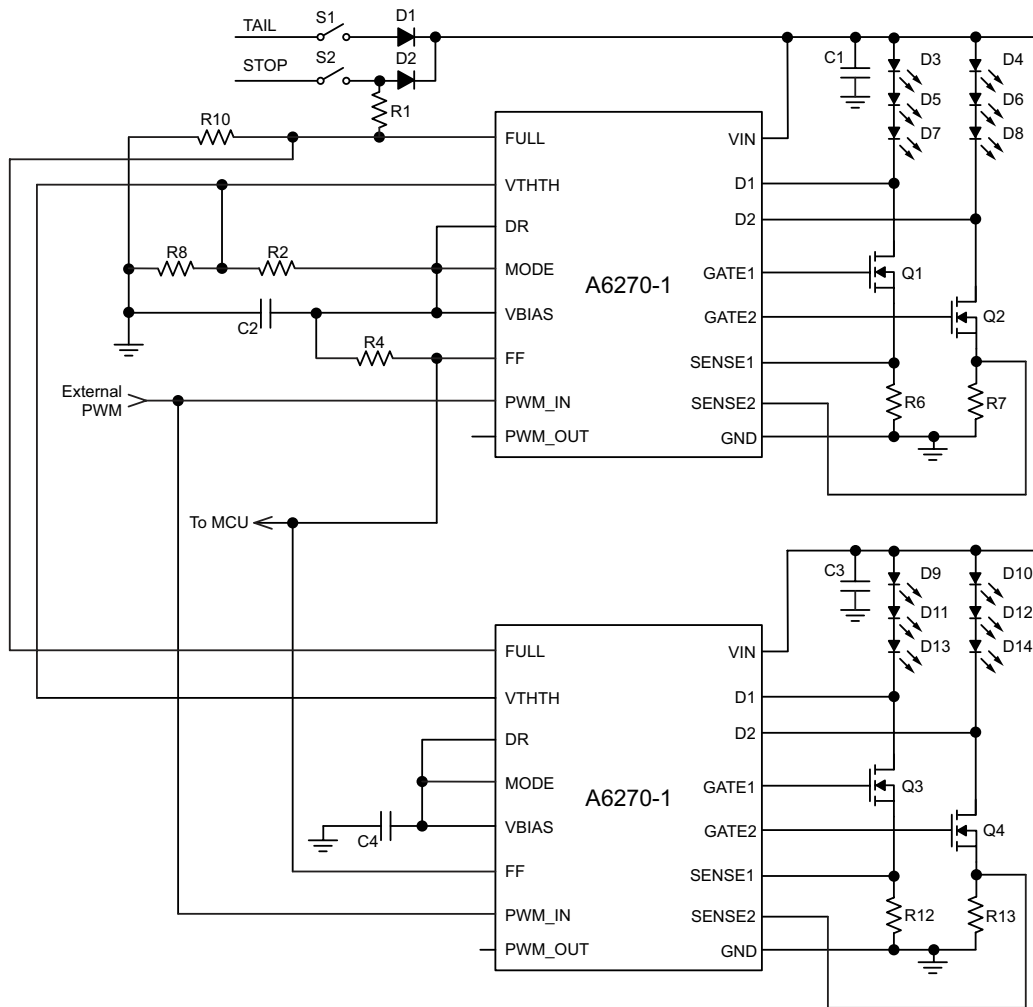 TAIL
S1
D1
STOP
S2
D2
R1
R10
C1
D3
D4
D5
D6
D7
D8
FULL
VTHTH
DR
MODE
VBIAS
FF
PWM_IN
PWM_OUT
A6270-1
VIN
D1
D2
GATE1
GATE2
SENSE1
SENSE2
GND
R8
R2
C2
R4
External
PWM
Q1
Q2
R6
R7
To MCU
C3
D9
D10
D11
D12
D13
D14
FULL
VTHTH
DR
MODE
VBIAS
FF
PWM_IN
PWM_OUT
A6270-1
VIN
D1
D2
GATE1
GATE2
SENSE1
SENSE2
GND
C4
Q3
Q4
R12
R13